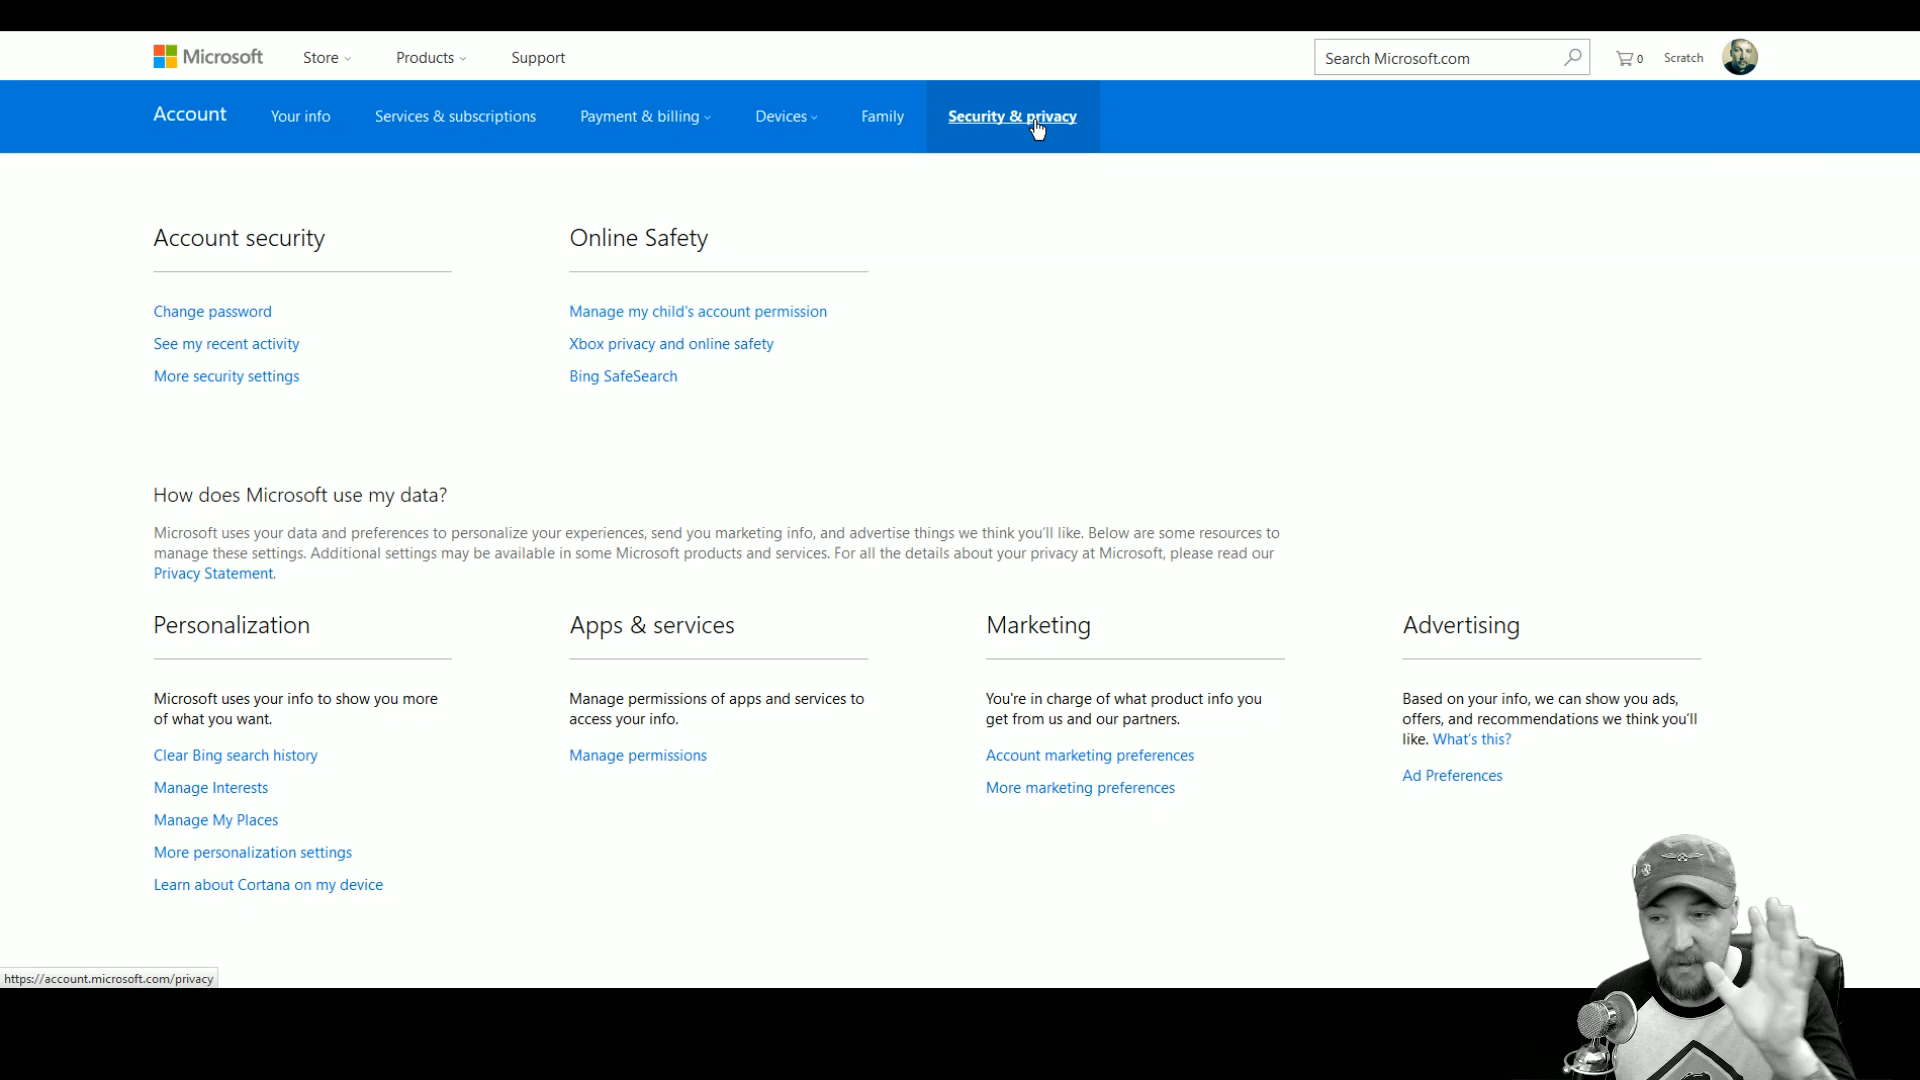 Microsoft
Store
Products
Support
Search Microsoft.com
0
Scratch
Account
Your info
Services & subscriptions
Payment & billing
Devices
Family
Security & privacy
Account security
Online Safety
Change password
Manage my child's account permission
See my recent activity
Xbox privacy and online safety
More security settings
Bing SafeSearch
How does Microsoft use my data?
Microsoft uses your data and preferences to personalize your experiences, send you marketing info, and advertise things we think you'll like. Below are some resources to
manage these settings. Additional settings may be available in some Microsoft products and services. For all the details about your privacy at Microsoft, please read our
Privacy Statement.
Personalization
Microsoft uses your info to show you more
of what you want.
Clear Bing search history
Manage Interests
Manage My Places
More personalization settings
Learn about Cortana on my device
Apps & services
Manage permissions of apps and services to
access your info.
Manage permissions
Marketing
You're in charge of what product info you
get from us and our partners.
Account marketing preferences
More marketing preferences
Advertising
Based on your info, we can show you ads,
offers, and recommendations we think you'll
like. What's this?
Ad Preferences
https://account.microsoft.com/privacy